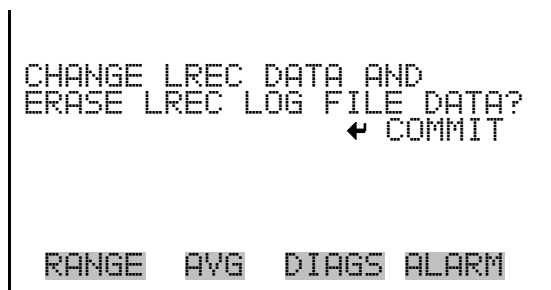 CHANGE LREC DATA AND
ERASE LREC LOG FILE DATA?
↵ COMMIT
RANGE AVG DIAGS ALARM